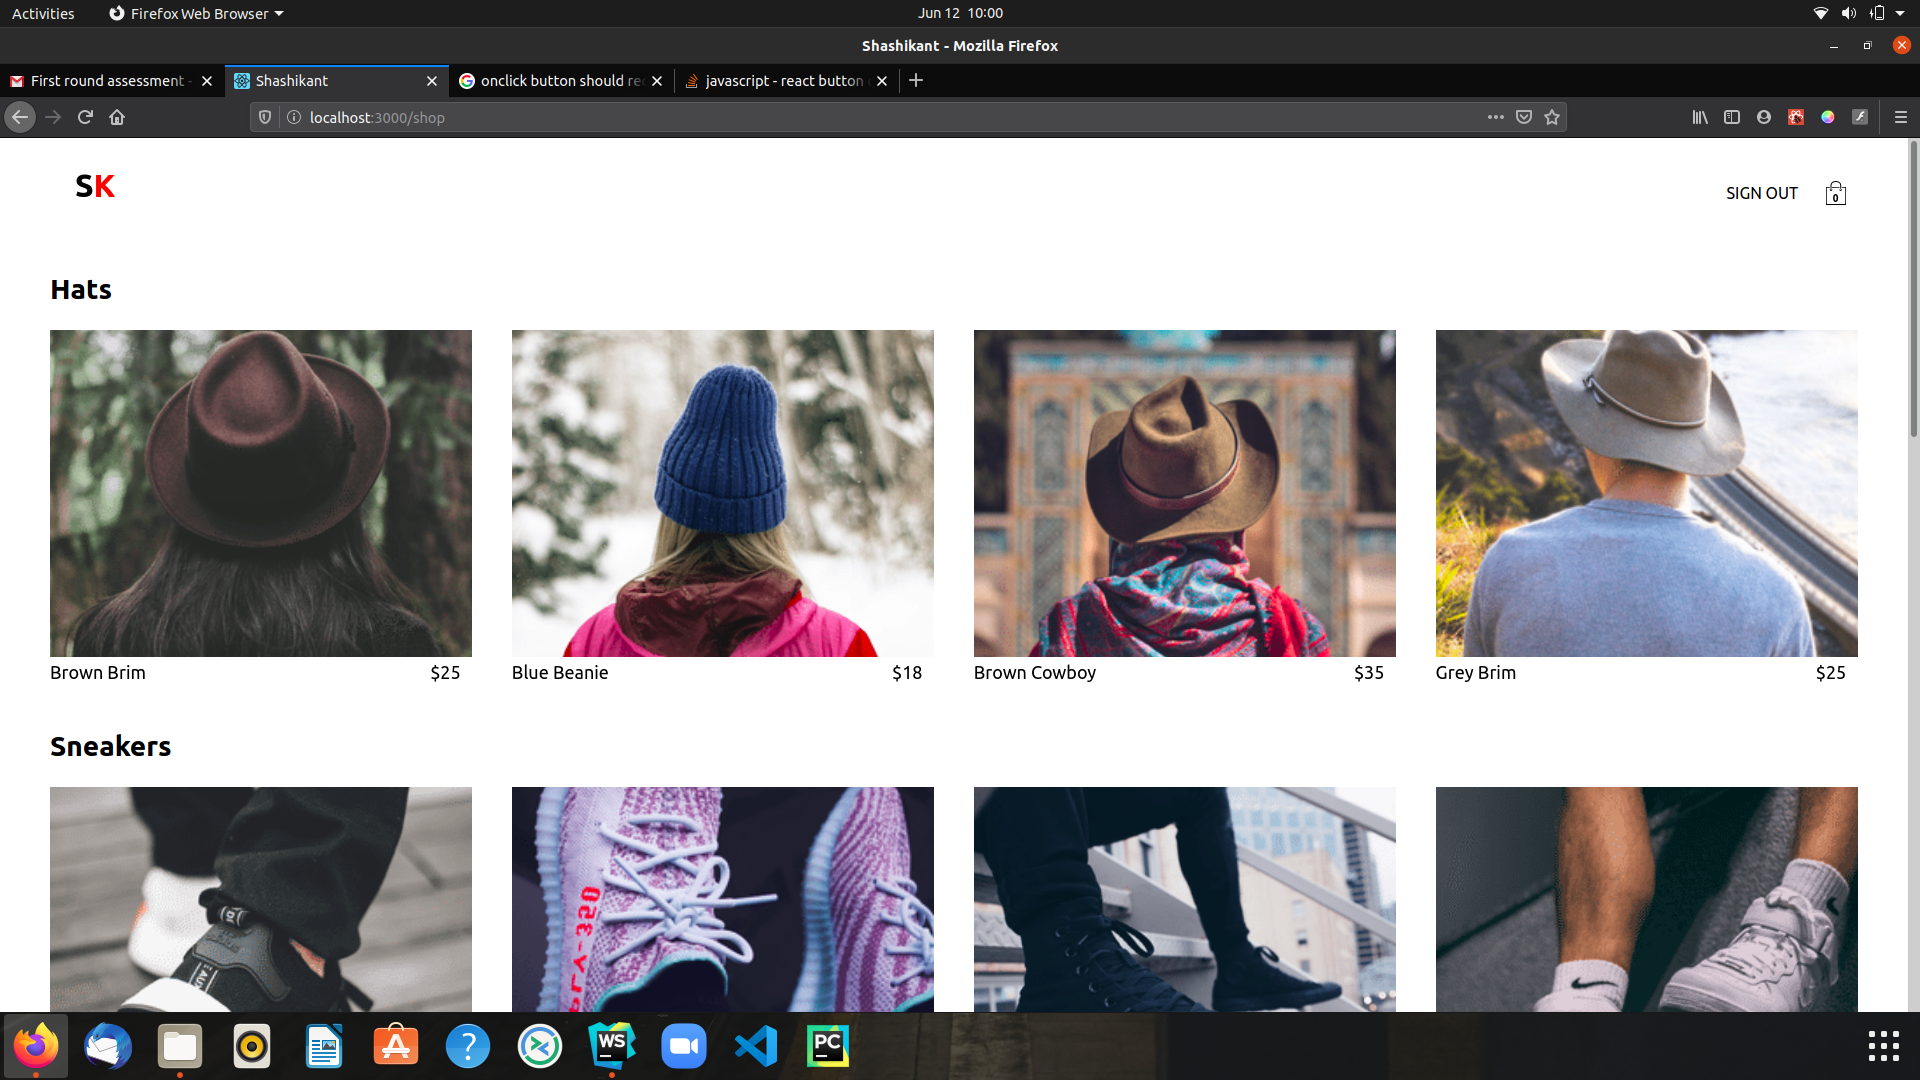 Activities
Firefox Web Browser
Jun 12 10:00
Shashikant - Mozilla Firefox
First round assessment -
Shashikant
onclick button should re
javascript - react button
localhost:3000/shop
SK
SIGN OUT
0
Hats
Brown Brim $25
Blue Beanie $18
Brown Cowboy $35
Grey Brim $25
Sneakers
WS
PC